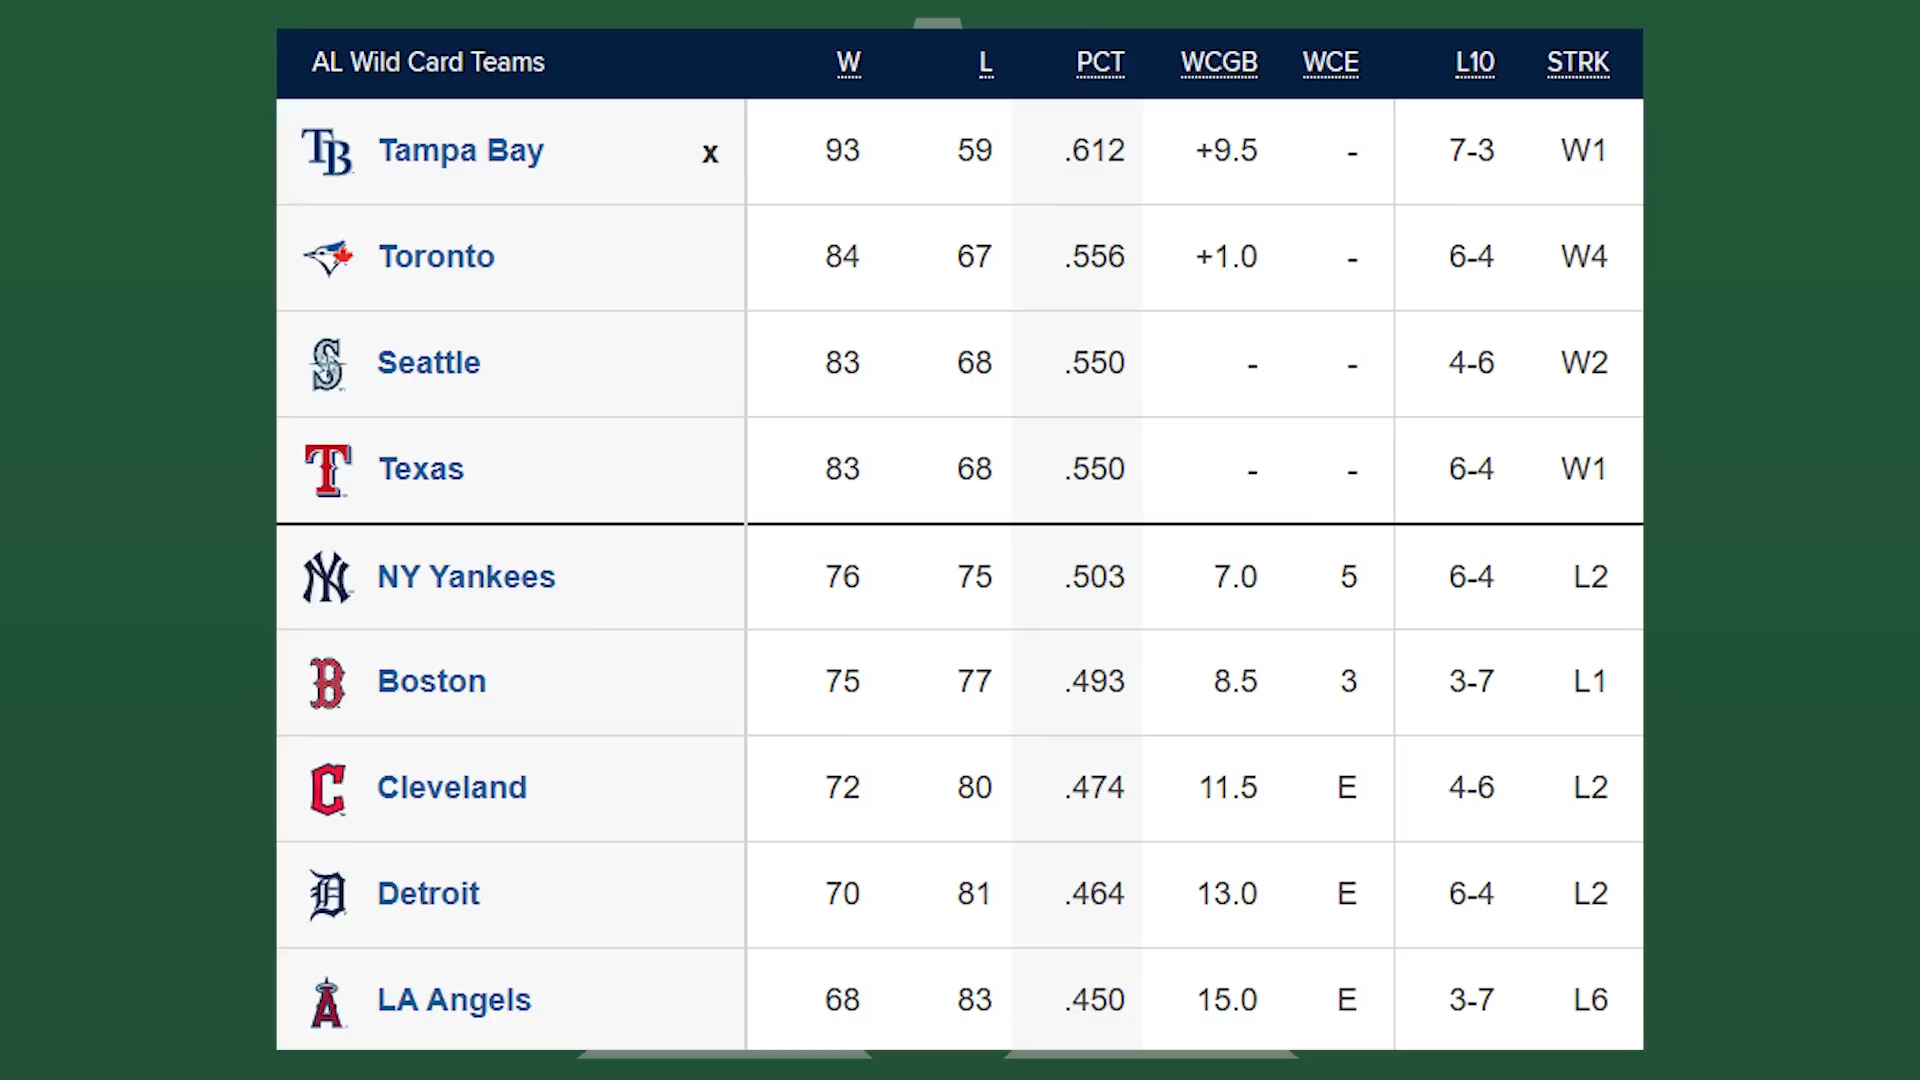 AL Wild Card Teams W L PCT WCGB WCE L10 STRK
TB Tampa Bay x 93 59 .612 +9.5 - 7-3 W1
Toronto 84 67 .556 +1.0 - 6-4 W4
S Seattle 83 68 .550 - - 4-6 W2
T Texas 83 68 .550 - - 6-4 W1
NY NY Yankees 76 75 .503 7.0 5 6-4 L2
B Boston 75 77 .493 8.5 3 3-7 L1
C Cleveland 72 80 .474 11.5 E 4-6 L2
D Detroit 70 81 .464 13.0 E 6-4 L2
A LA Angels 68 83 .450 15.0 E 3-7 L6